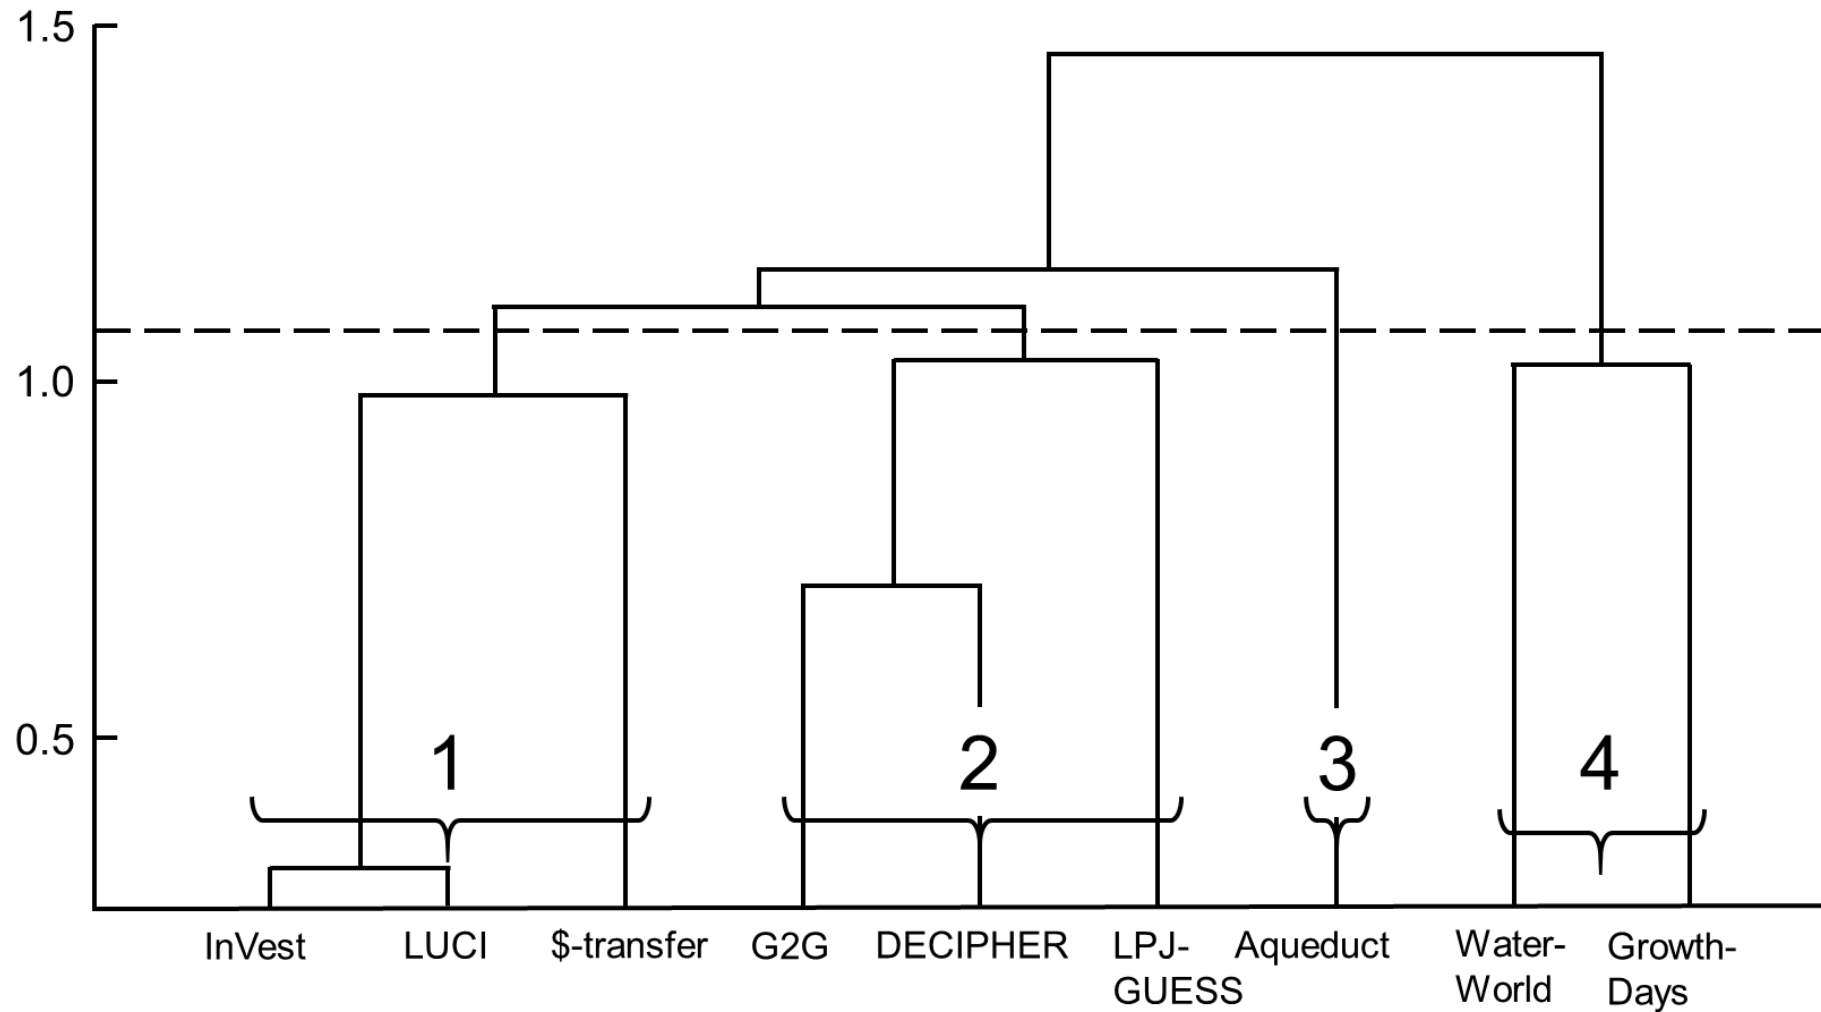 1.5
1.0
0.5
1
2
3
4
InVest
LUCI
$-transfer
G2G
DECIPHER
LPJ-
GUESS
Aqueduct
Water-
World
Growth-
Days